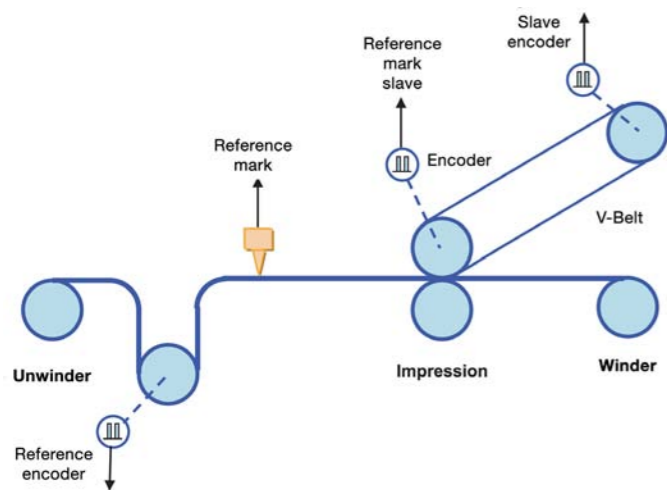 Slave
encoder
Reference
mark
slave
Reference
mark
Encoder
V-Belt
Unwinder
Impression
Winder
Reference
encoder